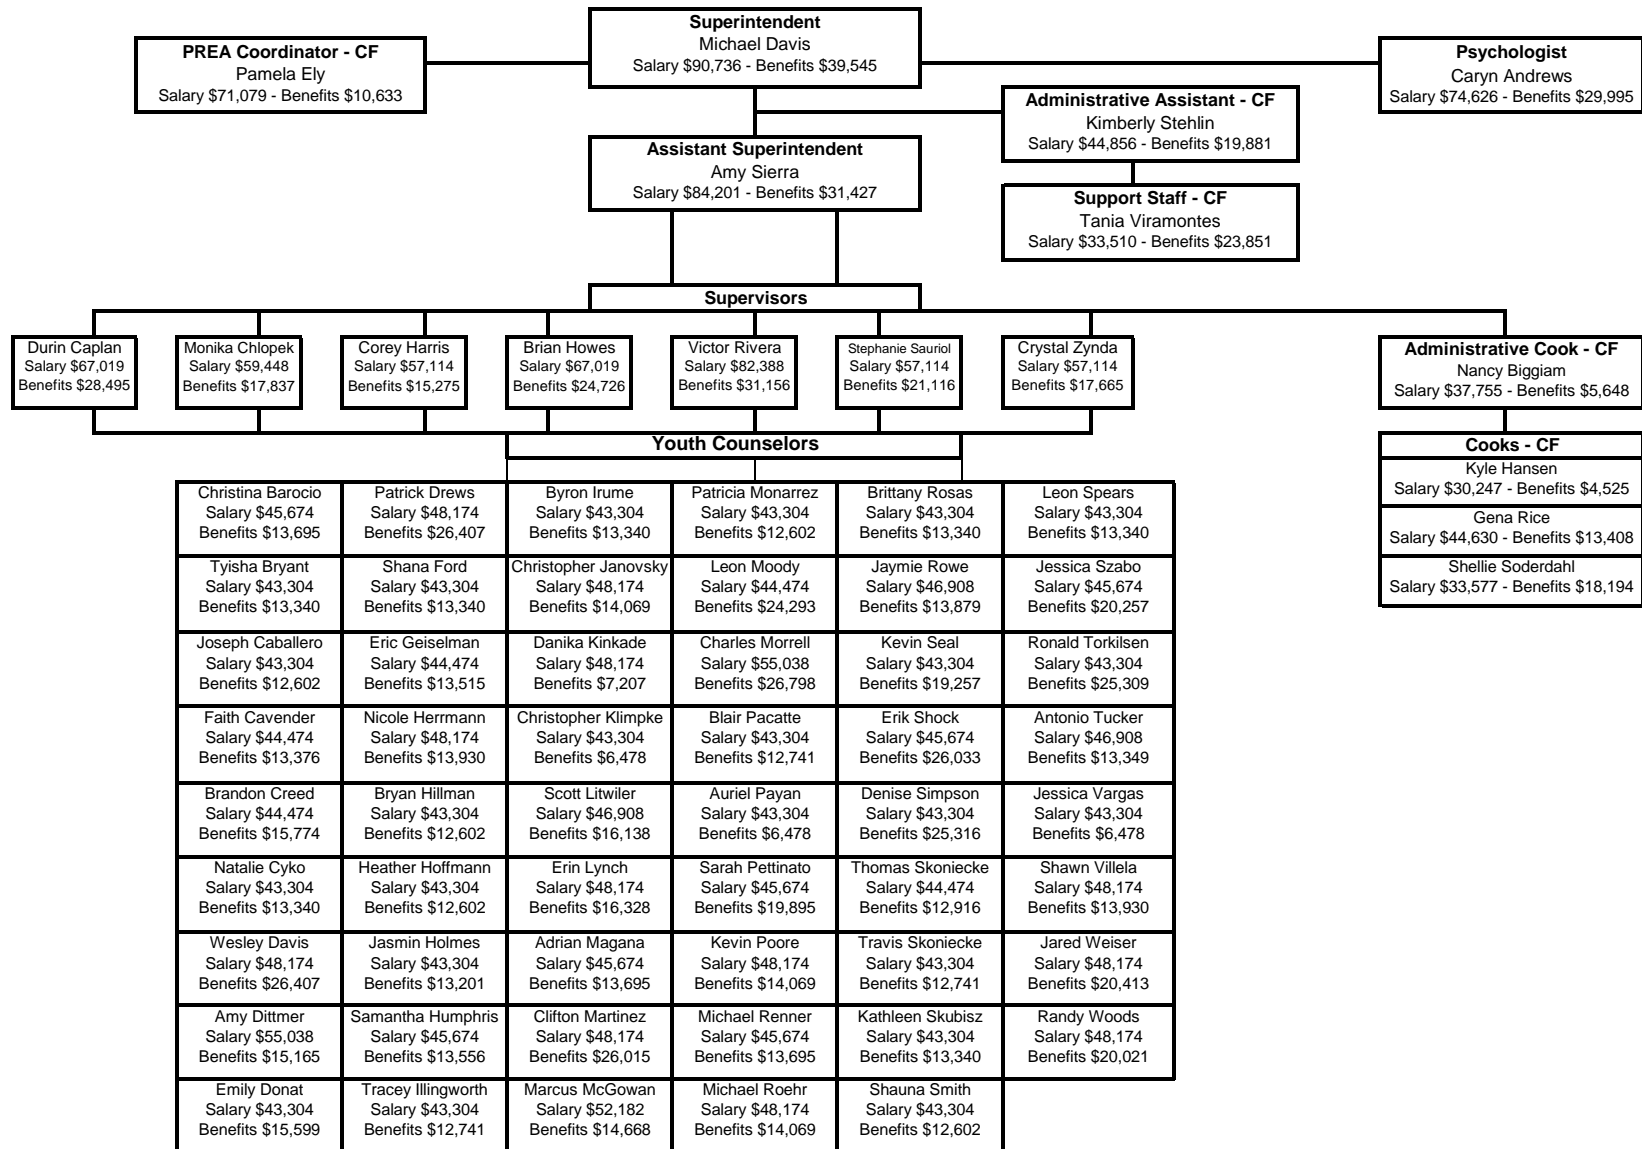 Superintendent
Michael Davis
Salary $90,736 - Benefits $39,545
PREA Coordinator - CF
Pamela Ely
Salary $71,079 - Benefits $10,633
Psychologist
Caryn Andrews
Salary $74,626 - Benefits $29,995
Administrative Assistant - CF
Kimberly Stehlin
Salary $44,856 - Benefits $19,881
Assistant Superintendent
Amy Sierra
Salary $84,201 - Benefits $31,427
Support Staff - CF
Tania Viramontes
Salary $33,510 - Benefits $23,851
Supervisors
Durin Caplan
Salary $67,019
Benefits $28,495
Monika Chlopek
Salary $59,448
Benefits $17,837
Corey Harris
Salary $57,114
Benefits $15,275
Brian Howes
Salary $67,019
Benefits $24,726
Victor Rivera
Salary $82,388
Benefits $31,156
Stephanie Sauriol
Salary $57,114
Benefits $21,116
Crystal Zynda
Salary $57,114
Benefits $17,665
Administrative Cook - CF
Nancy Biggiam
Salary $37,755 - Benefits $5,648
Cooks - CF
Kyle Hansen
Salary $30,247 - Benefits $4,525
Gena Rice
Salary $44,630 - Benefits $13,408
Shellie Soderdahl
Salary $33,577 - Benefits $18,194
Youth Counselors
Christina Barocio
Salary $45,674
Benefits $13,695
Patrick Drews
Salary $48,174
Benefits $26,407
Byron Irume
Salary $43,304
Benefits $13,340
Patricia Monarrez
Salary $43,304
Benefits $12,602
Brittany Rosas
Salary $43,304
Benefits $13,340
Leon Spears
Salary $43,304
Benefits $13,340
Tyisha Bryant
Salary $43,304
Benefits $13,340
Shana Ford
Salary $43,304
Benefits $13,340
Christopher Janovsky
Salary $48,174
Benefits $14,069
Leon Moody
Salary $44,474
Benefits $24,293
Jaymie Rowe
Salary $46,908
Benefits $13,879
Jessica Szabo
Salary $45,674
Benefits $20,257
Joseph Caballero
Salary $43,304
Benefits $12,602
Eric Geiselman
Salary $44,474
Benefits $13,515
Danika Kinkade
Salary $48,174
Benefits $7,207
Charles Morrell
Salary $55,038
Benefits $26,798
Kevin Seal
Salary $43,304
Benefits $19,257
Ronald Torkilsen
Salary $43,304
Benefits $25,309
Faith Cavender
Salary $44,474
Benefits $13,376
Nicole Herrmann
Salary $48,174
Benefits $13,930
Christopher Klimpke
Salary $43,304
Benefits $6,478
Blair Pacatte
Salary $43,304
Benefits $12,741
Erik Shock
Salary $45,674
Benefits $26,033
Antonio Tucker
Salary $46,908
Benefits $13,349
Brandon Creed
Salary $44,474
Benefits $15,774
Bryan Hillman
Salary $43,304
Benefits $12,602
Scott Litwiler
Salary $46,908
Benefits $16,138
Auriel Payan
Salary $43,304
Benefits $6,478
Denise Simpson
Salary $43,304
Benefits $25,316
Jessica Vargas
Salary $43,304
Benefits $6,478
Natalie Cyko
Salary $43,304
Benefits $13,340
Heather Hoffmann
Salary $43,304
Benefits $12,602
Erin Lynch
Salary $48,174
Benefits $16,328
Sarah Pettinato
Salary $45,674
Benefits $19,895
Thomas Skoniecke
Salary $44,474
Benefits $12,916
Shawn Villela
Salary $48,174
Benefits $13,930
Wesley Davis
Salary $48,174
Benefits $26,407
Jasmin Holmes
Salary $43,304
Benefits $13,201
Adrian Magana
Salary $45,674
Benefits $13,695
Kevin Poore
Salary $48,174
Benefits $14,069
Travis Skoniecke
Salary $43,304
Benefits $12,741
Jared Weiser
Salary $48,174
Benefits $20,413
Amy Dittmer
Salary $55,038
Benefits $15,165
Samantha Humphris
Salary $45,674
Benefits $13,556
Clifton Martinez
Salary $48,174
Benefits $26,015
Michael Renner
Salary $45,674
Benefits $13,695
Kathleen Skubisz
Salary $43,304
Benefits $13,340
Randy Woods
Salary $48,174
Benefits $20,021
Emily Donat
Salary $43,304
Benefits $15,599
Tracey Illingworth
Salary $43,304
Benefits $12,741
Marcus McGowan
Salary $52,182
Benefits $14,668
Michael Roehr
Salary $48,174
Benefits $14,069
Shauna Smith
Salary $43,304
Benefits $12,602